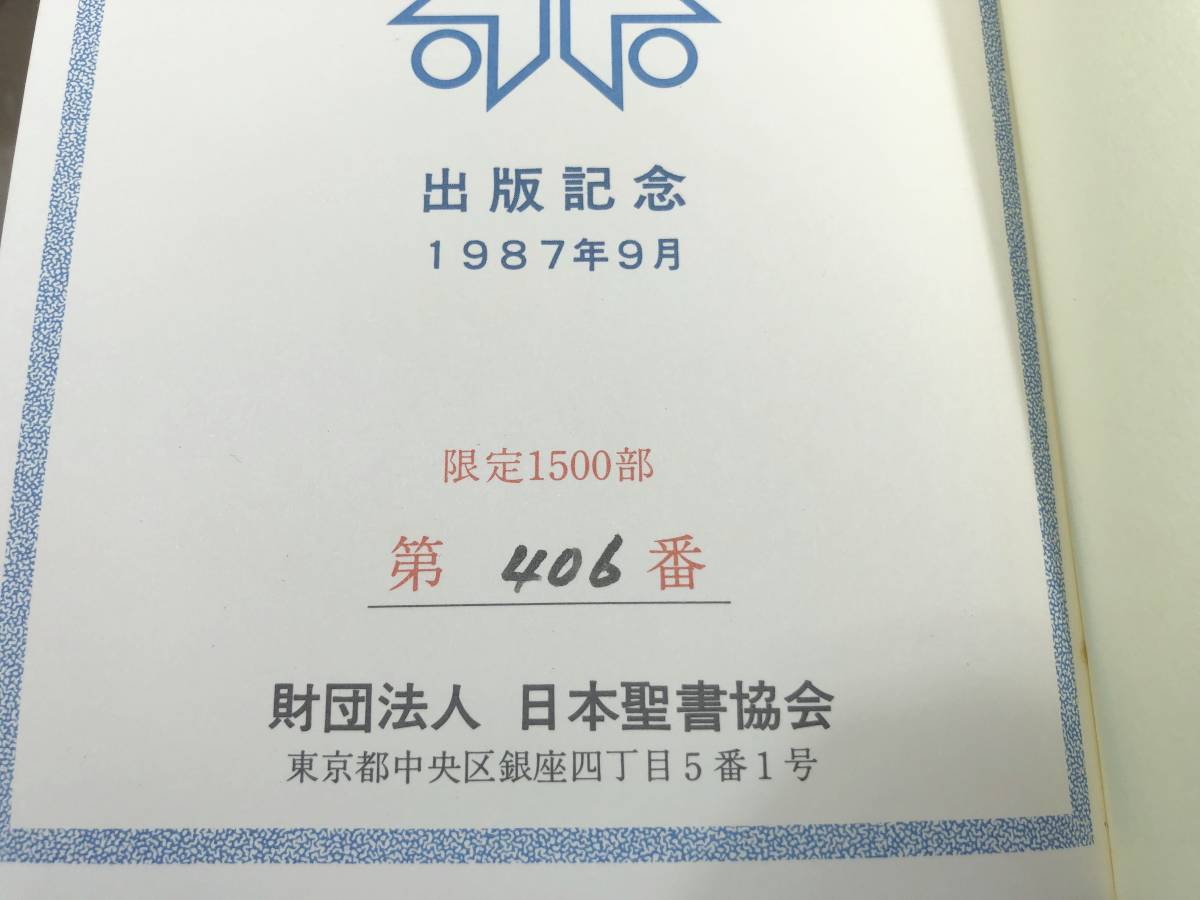 出版記念
1987年9月
限定1500部
第 406 番
財団法人 日本聖書協会
東京都中央区銀座四丁目5番1号